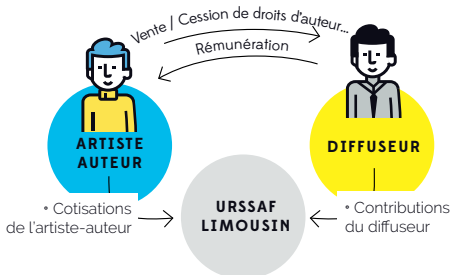 Vente / Cession de droits d'auteur...
Rémunération
ARTISTE
AUTEUR
DIFFUSEUR
URSSAF
LIMOUSIN
• Cotisations
de l'artiste-auteur
• Contributions
du diffuseur